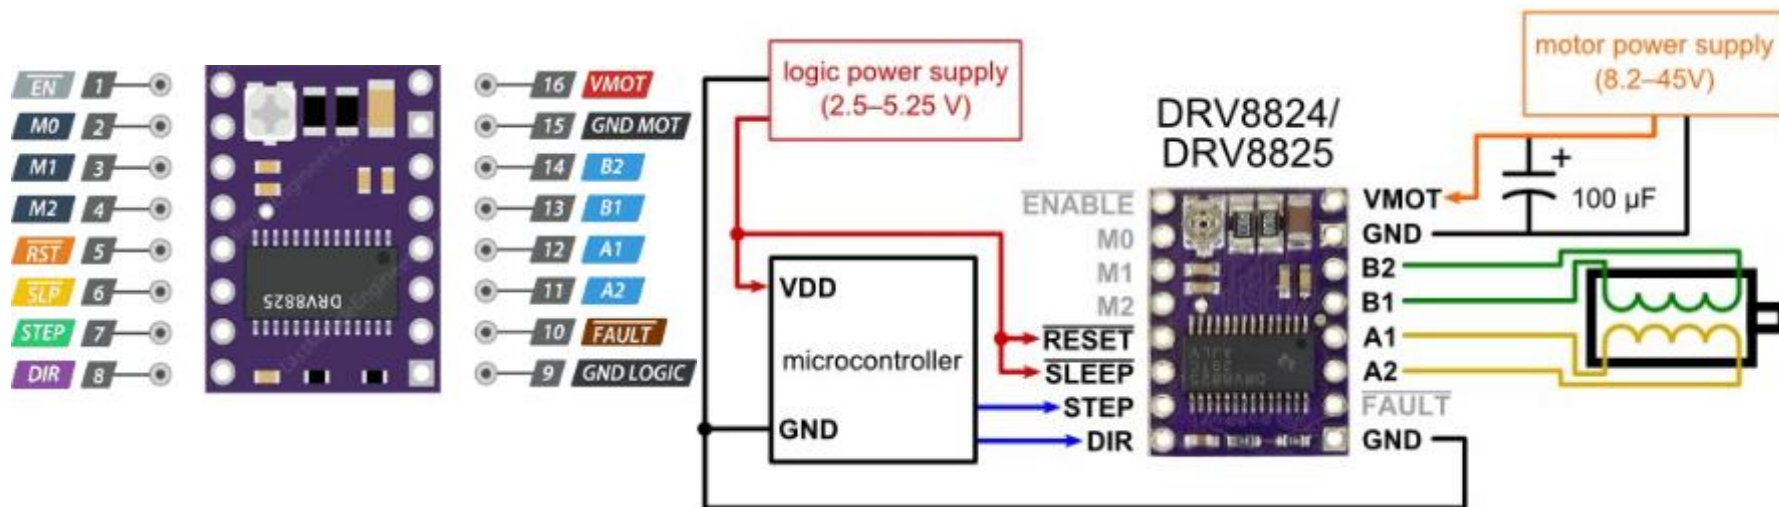 EN 1
M0 2
M1 3
M2 4
RST 5
SLP 6
STEP 7
DIR 8
DRV8825
16 VMOT
15 GND MOT
14 B2
13 B1
12 A1
11 A2
10 FAULT
9 GND LOGIC
logic power supply
(2.5–5.25 V)
VDD
microcontroller
GND
motor power supply
(8.2–45V)
DRV8824/
DRV8825
100 µF
+
ENABLE
M0
M1
M2
RESET
SLEEP
STEP
DIR
DRV8825
VMOT
GND
B2
B1
A1
A2
FAULT
GND